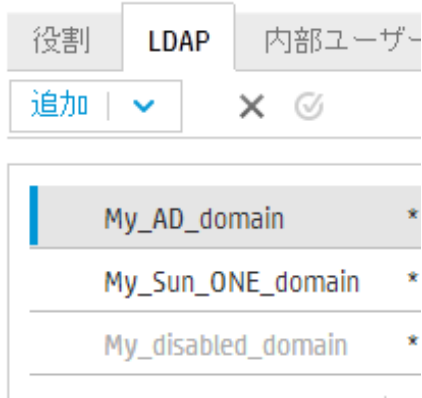 役割 LDAP 内部ユーザー
追加
My_AD_domain *
My_Sun_ONE_domain *
My_disabled_domain *